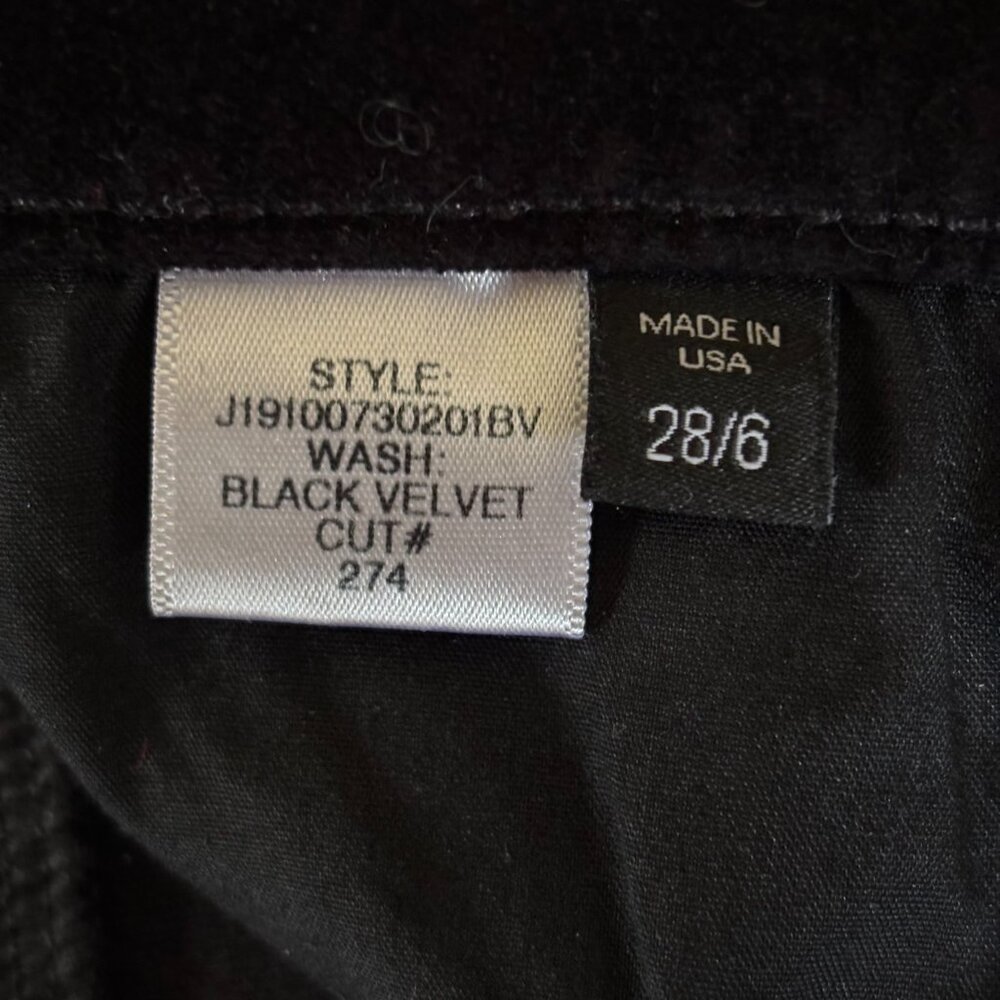 STYLE:
J19100730201BV
WASH:
BLACK VELVET
CUT#
274
MADE IN
USA
28/6